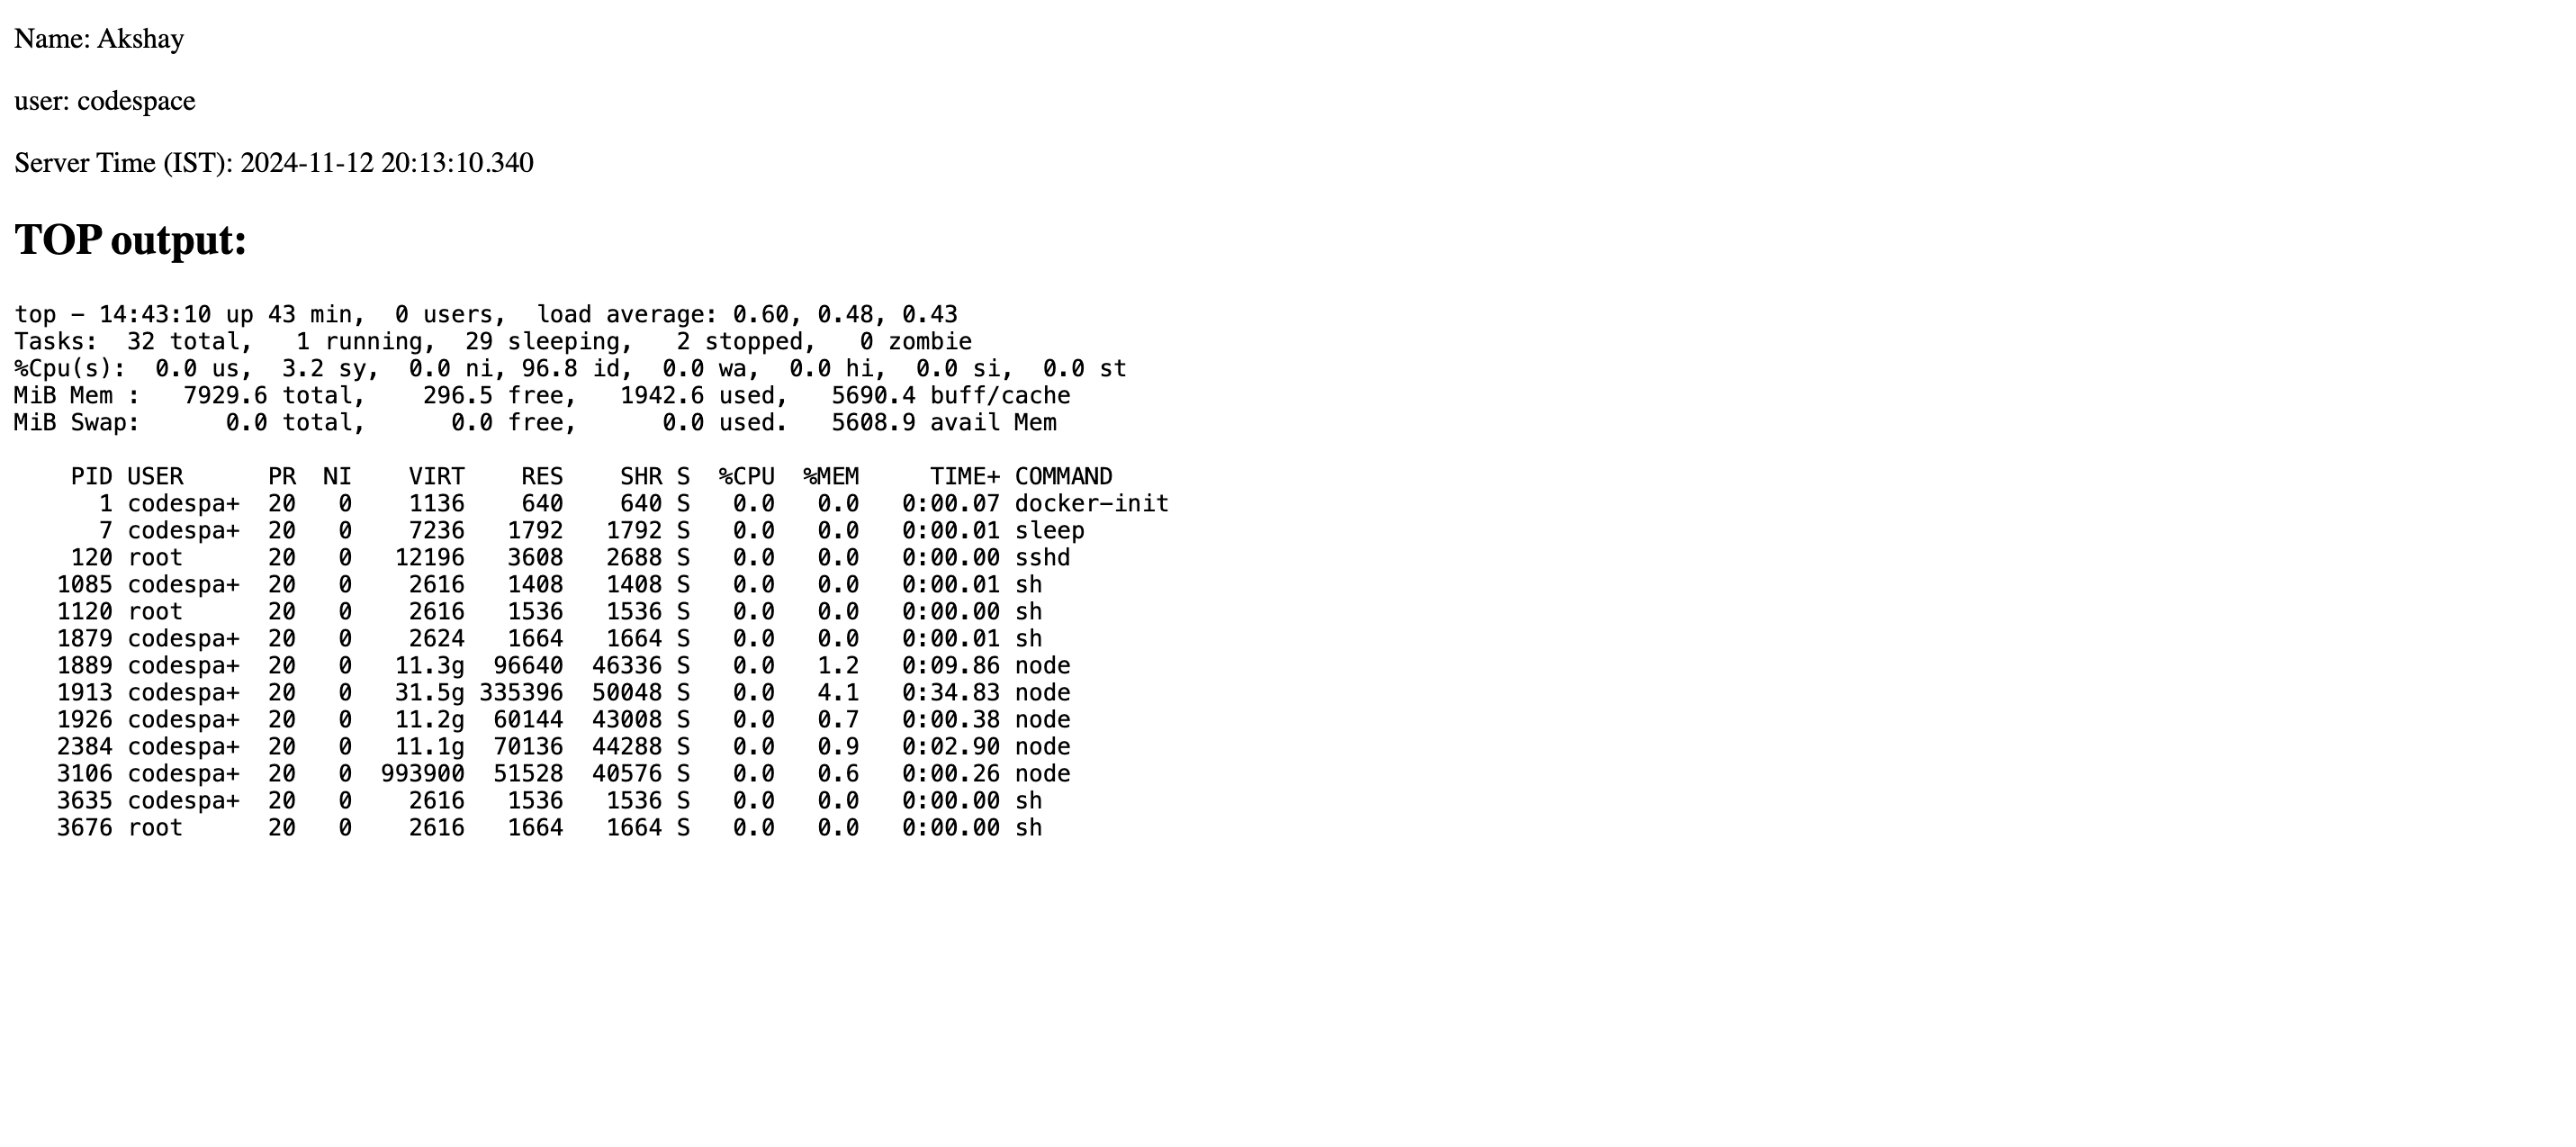 Name: Akshay
user: codespace
Server Time (IST): 2024-11-12 20:13:10.340
TOP output:
top - 14:43:10 up 43 min,  0 users,  load average: 0.60, 0.48, 0.43
Tasks:  32 total,   1 running,  29 sleeping,   2 stopped,   0 zombie
%Cpu(s):  0.0 us,  3.2 sy,  0.0 ni, 96.8 id,  0.0 wa,  0.0 hi,  0.0 si,  0.0 st
MiB Mem :   7929.6 total,    296.5 free,   1942.6 used,   5690.4 buff/cache
MiB Swap:      0.0 total,      0.0 free,      0.0 used.   5608.9 avail Mem
    PID USER      PR  NI    VIRT    RES    SHR S  %CPU  %MEM     TIME+ COMMAND
      1 codespa+  20   0    1136    640    640 S   0.0   0.0   0:00.07 docker-init
      7 codespa+  20   0    7236   1792   1792 S   0.0   0.0   0:00.01 sleep
    120 root      20   0   12196   3608   2688 S   0.0   0.0   0:00.00 sshd
   1085 codespa+  20   0    2616   1408   1408 S   0.0   0.0   0:00.01 sh
   1120 root      20   0    2616   1536   1536 S   0.0   0.0   0:00.00 sh
   1879 codespa+  20   0    2624   1664   1664 S   0.0   0.0   0:00.01 sh
   1889 codespa+  20   0   11.3g  96640  46336 S   0.0   1.2   0:09.86 node
   1913 codespa+  20   0   31.5g 335396  50048 S   0.0   4.1   0:34.83 node
   1926 codespa+  20   0   11.2g  60144  43008 S   0.0   0.7   0:00.38 node
   2384 codespa+  20   0   11.1g  70136  44288 S   0.0   0.9   0:02.90 node
   3106 codespa+  20   0  993900  51528  40576 S   0.0   0.6   0:00.26 node
   3635 codespa+  20   0    2616   1536   1536 S   0.0   0.0   0:00.00 sh
   3676 root      20   0    2616   1664   1664 S   0.0   0.0   0:00.00 sh